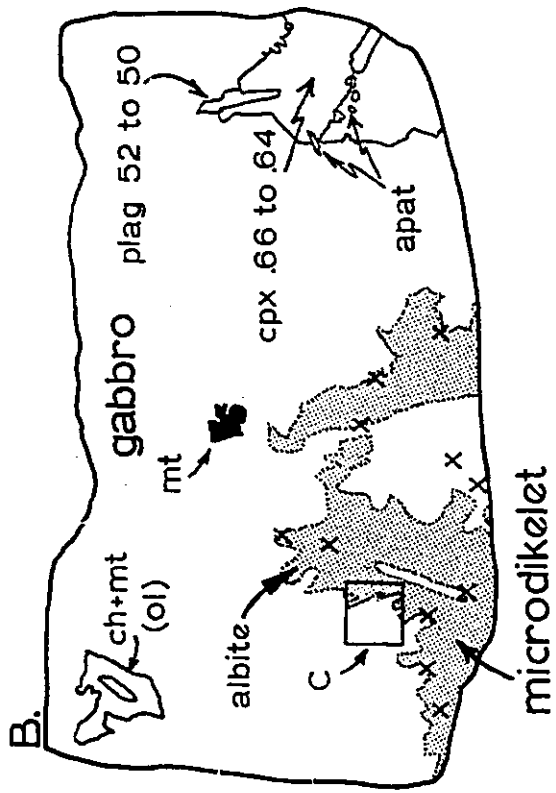 B.
ch+mt
(ol)
gabbro
plag 52 to 50
mt
cpx .66 to .64
albite
apat
C
microdikelet
x
x
x
x
x
x
x
x
x
x
x